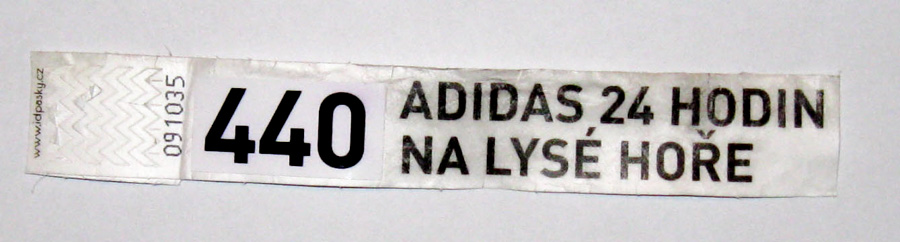 www.idpasky.cz
091035
440
ADIDAS 24 HODIN
NA LYSÉ HOŘE